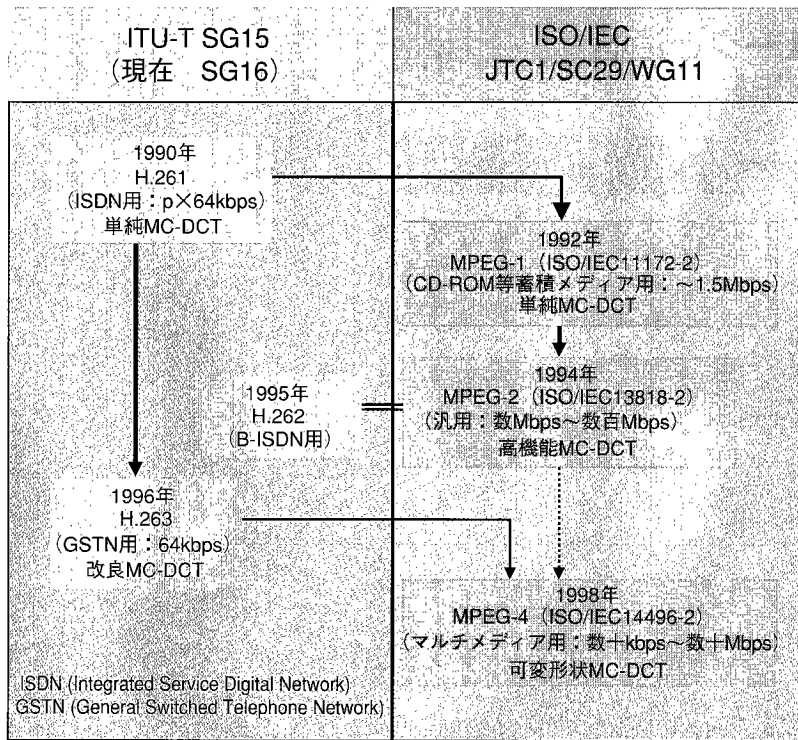 ITU-T SG15
（現在　SG16）
ISO/IEC
JTC1/SC29/WG11
1990年
H.261
（ISDN用：p×64kbps）
単純MC-DCT
1992年
MPEG-1（ISO/IEC11172-2）
（CD-ROM等蓄積メディア用：～1.5Mbps）
単純MC-DCT
1994年
MPEG-2（ISO/IEC13818-2）
（汎用：数Mbps～数百Mbps）
高機能MC-DCT
1995年
H.262
（B-ISDN用）
1996年
H.263
（GSTN用：64kbps）
改良MC-DCT
1998年
MPEG-4（ISO/IEC14496-2）
（マルチメディア用：数十kbps～数十Mbps）
可変形状MC-DCT
ISDN (Integrated Service Digital Network)
GSTN (General Switched Telephone Network)